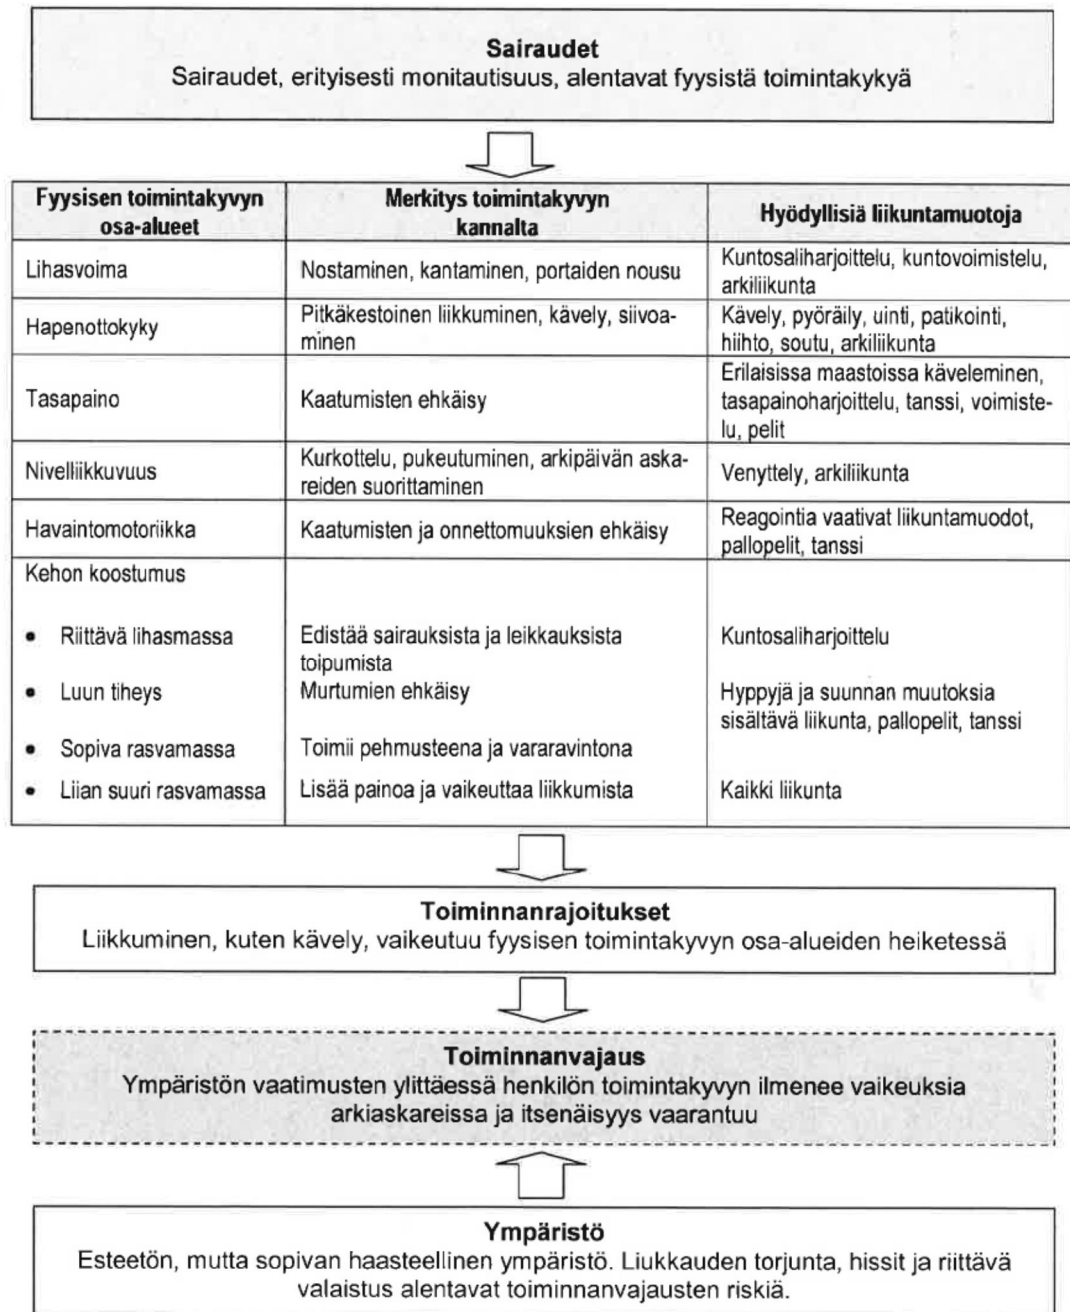 Sairaudet
Sairaudet, erityisesti monitautisuus, alentavat fyysistä toimintakykyä
Fyysisen toimintakyvyn
osa-alueet
Merkitys toimintakyvyn
kannalta
Hyödyllisiä liikuntamuotoja
Lihasvoima
Nostaminen, kantaminen, portaiden nousu
Kuntosaliharjoittelu, kuntovoimistelu,
arkiliikunta
Hapenottokyky
Pitkäkestoinen liikkuminen, kävely, siivoa-
minen
Kävely, pyöräily, uinti, patikointi,
hiihto, soutu, arkiliikunta
Tasapaino
Kaatumisten ehkäisy
Erilaisissa maastoissa käveleminen,
tasapainoharjoittelu, tanssi, voimiste-
lu, pelit
Nivelliikkuvuus
Kurkottelu, pukeutuminen, arkipäivän aska-
reiden suorittaminen
Venyttely, arkiliikunta
Havaintomotoriikka
Kaatumisten ja onnettomuuksien ehkäisy
Reagointia vaativat liikuntamuodot,
pallopelit, tanssi
Kehon koostumus
• Riittävä lihasmassa
Edistää sairauksista ja leikkauksista
toipumista
Kuntosaliharjoittelu
• Luun tiheys
Murtumien ehkäisy
Hyppyjä ja suunnan muutoksia
sisältävä liikunta, pallopelit, tanssi
• Sopiva rasvamassa
Toimii pehmusteena ja vararavintona
• Liian suuri rasvamassa
Lisää painoa ja vaikeuttaa liikkumista
Kaikki liikunta
Toiminnanrajoitukset
Liikkuminen, kuten kävely, vaikeutuu fyysisen toimintakyvyn osa-alueiden heiketessä
Toiminnanvajaus
Ympäristön vaatimusten ylittäessä henkilön toimintakyvyn ilmenee vaikeuksia
arkiaskareissa ja itsenäisyys vaarantuu
Ympäristö
Esteetön, mutta sopivan haasteellinen ympäristö. Liukkauden torjunta, hissit ja riittävä
valaistus alentavat toiminnanvajausten riskiä.